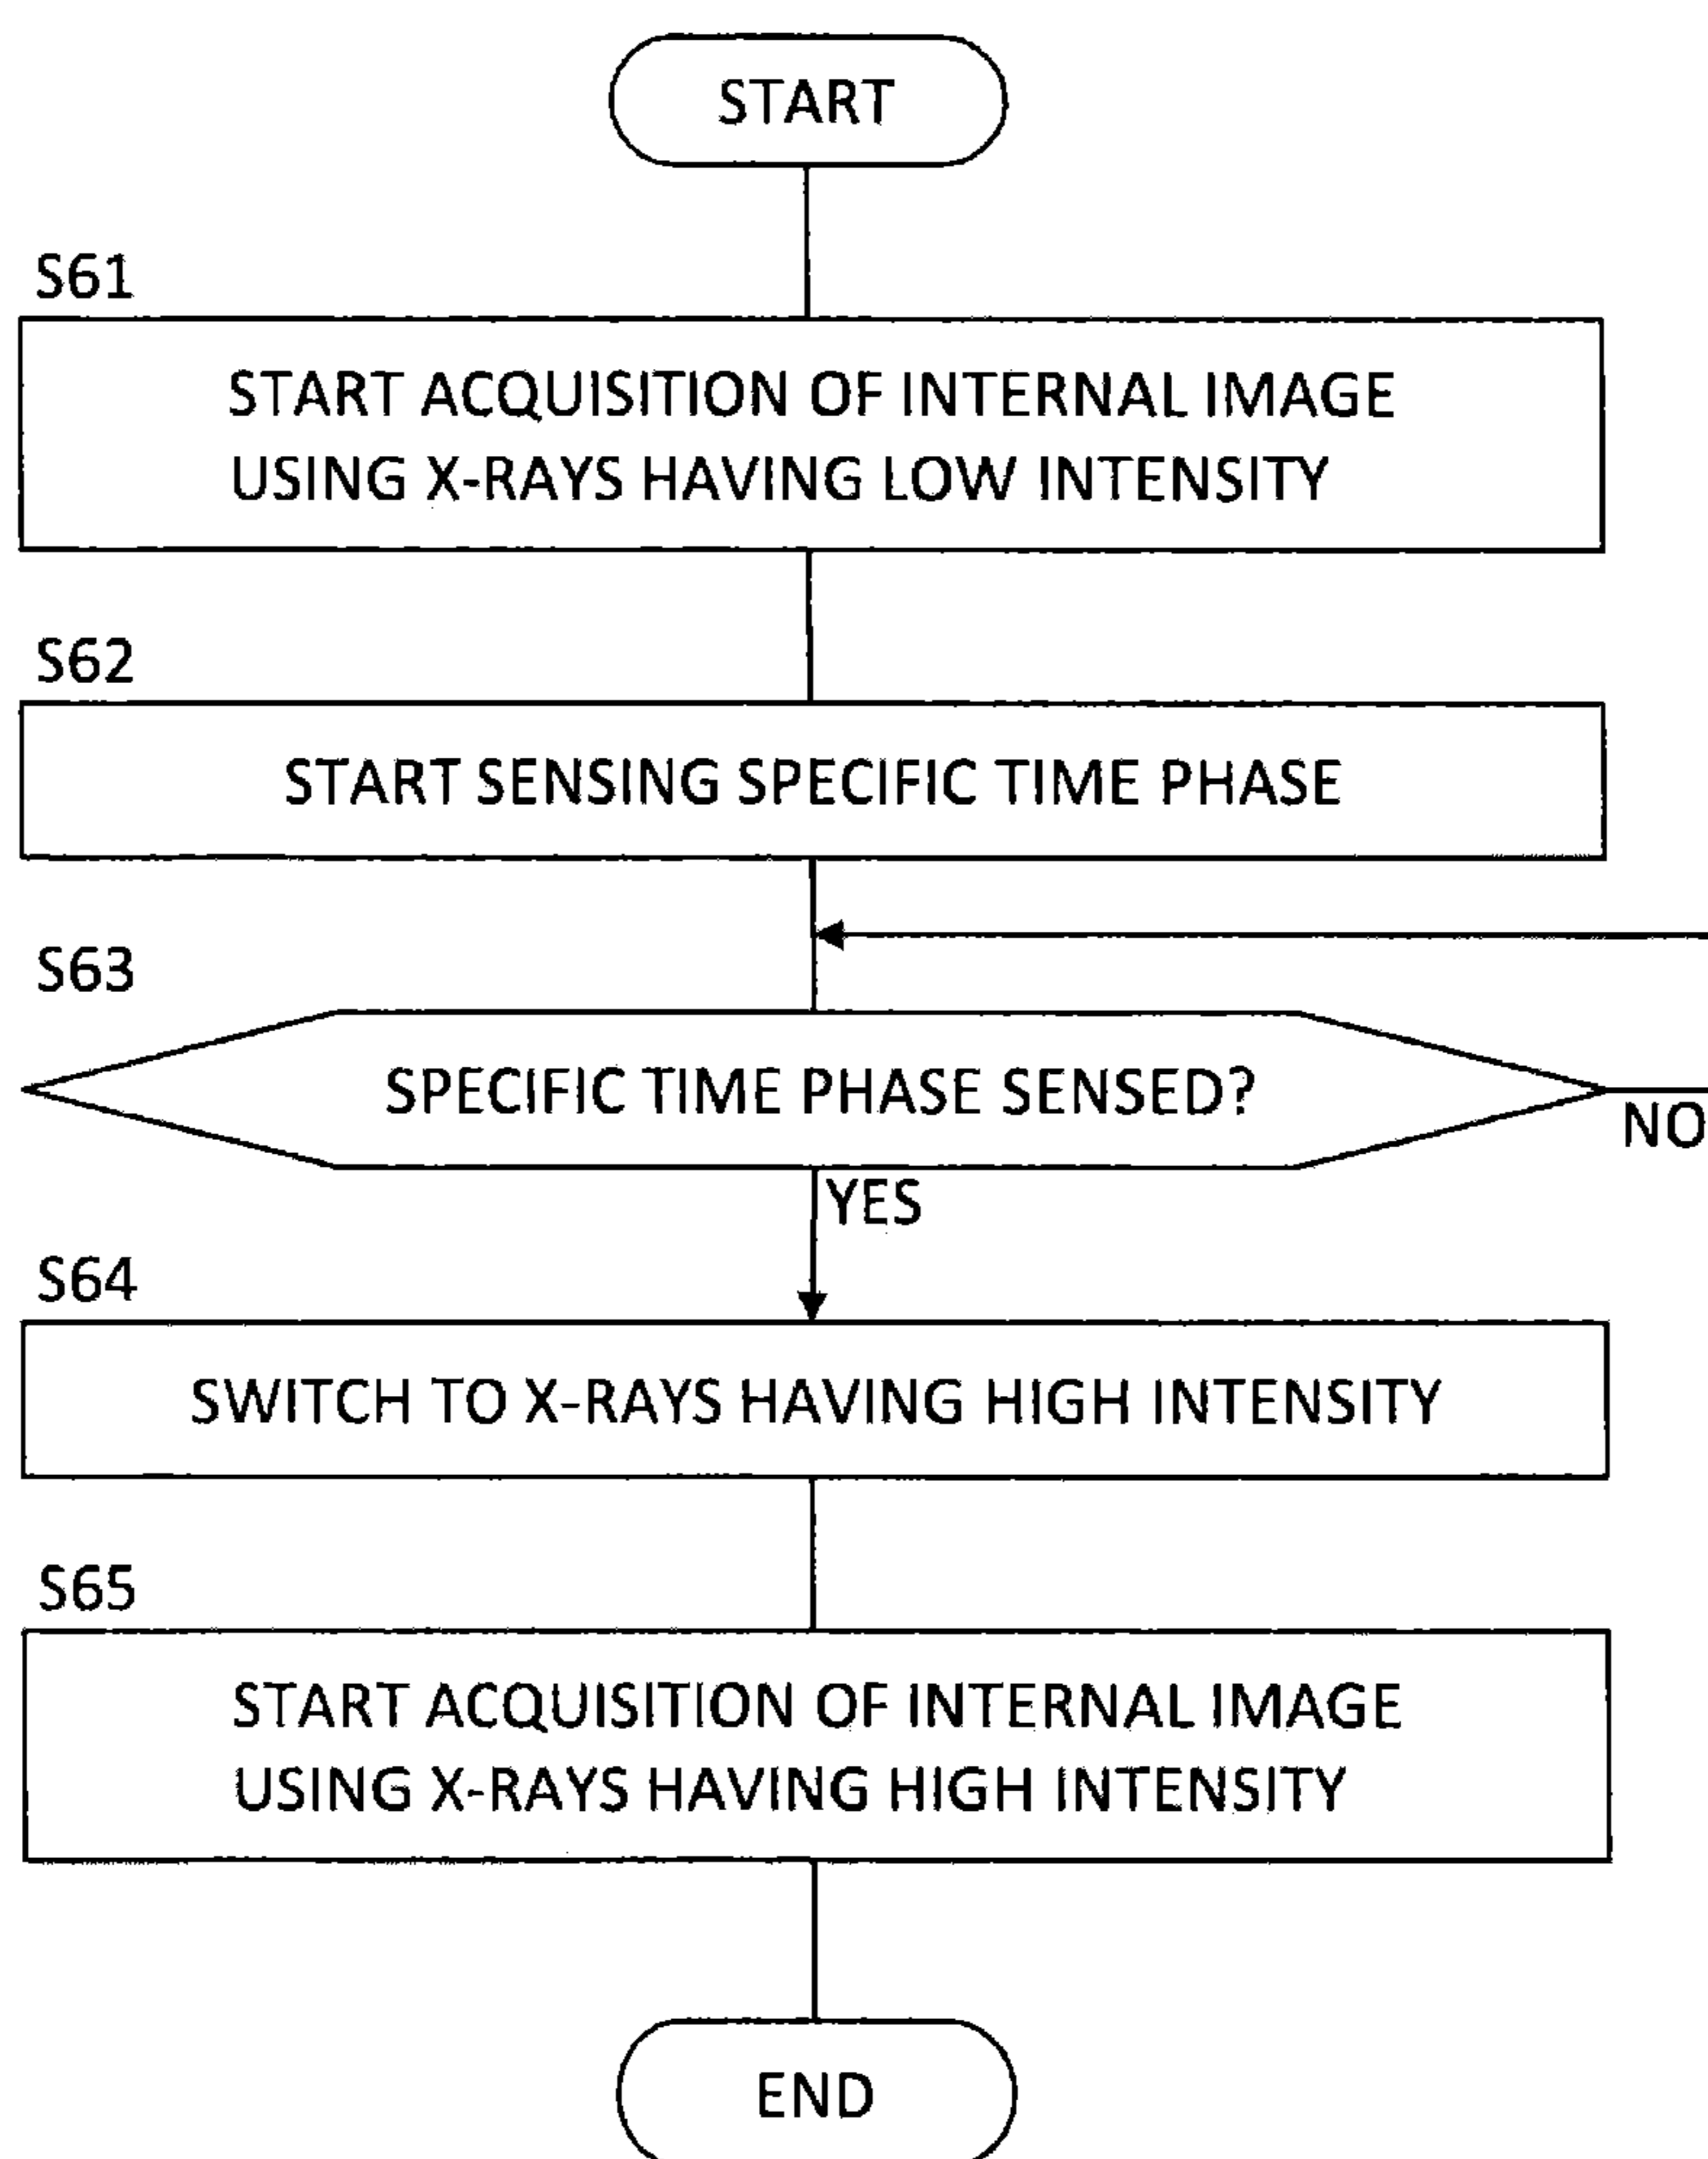 START
S61
START ACQUISITION OF INTERNAL IMAGE
USING X-RAYS HAVING LOW INTENSITY
S62
START SENSING SPECIFIC TIME PHASE
S63
SPECIFIC TIME PHASE SENSED?
NO
YES
S64
SWITCH TO X-RAYS HAVING HIGH INTENSITY
S65
START ACQUISITION OF INTERNAL IMAGE
USING X-RAYS HAVING HIGH INTENSITY
END